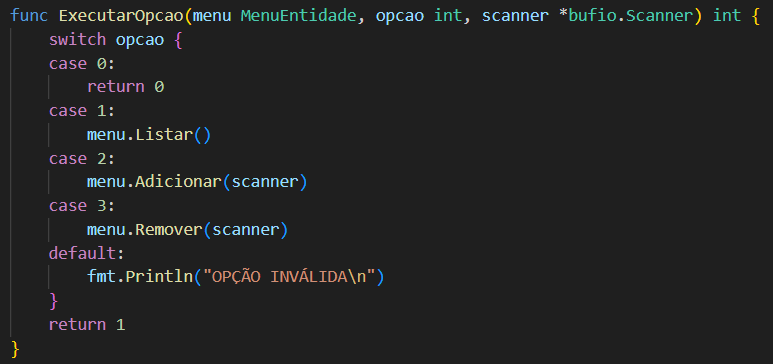 func ExecutarOpcao(menu MenuEntidade, opcao int, scanner *bufio.Scanner) int {
    switch opcao {
    case 0:
        return 0
    case 1:
        menu.Listar()
    case 2:
        menu.Adicionar(scanner)
    case 3:
        menu.Remover(scanner)
    default:
        fmt.Println("OPÇÃO INVÁLIDA\n")
    }
    return 1
}